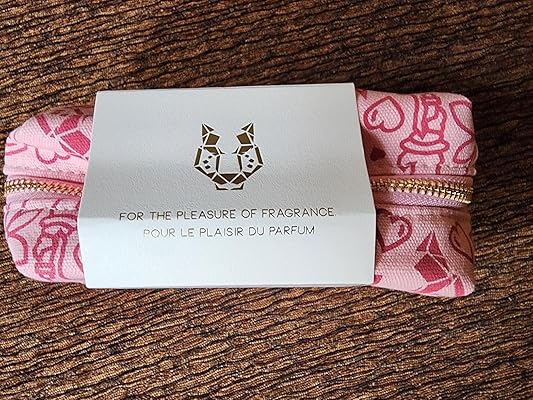 FOR THE PLEASURE OF FRAGRANCE
POUR LE PLAISIR DU PARFUM